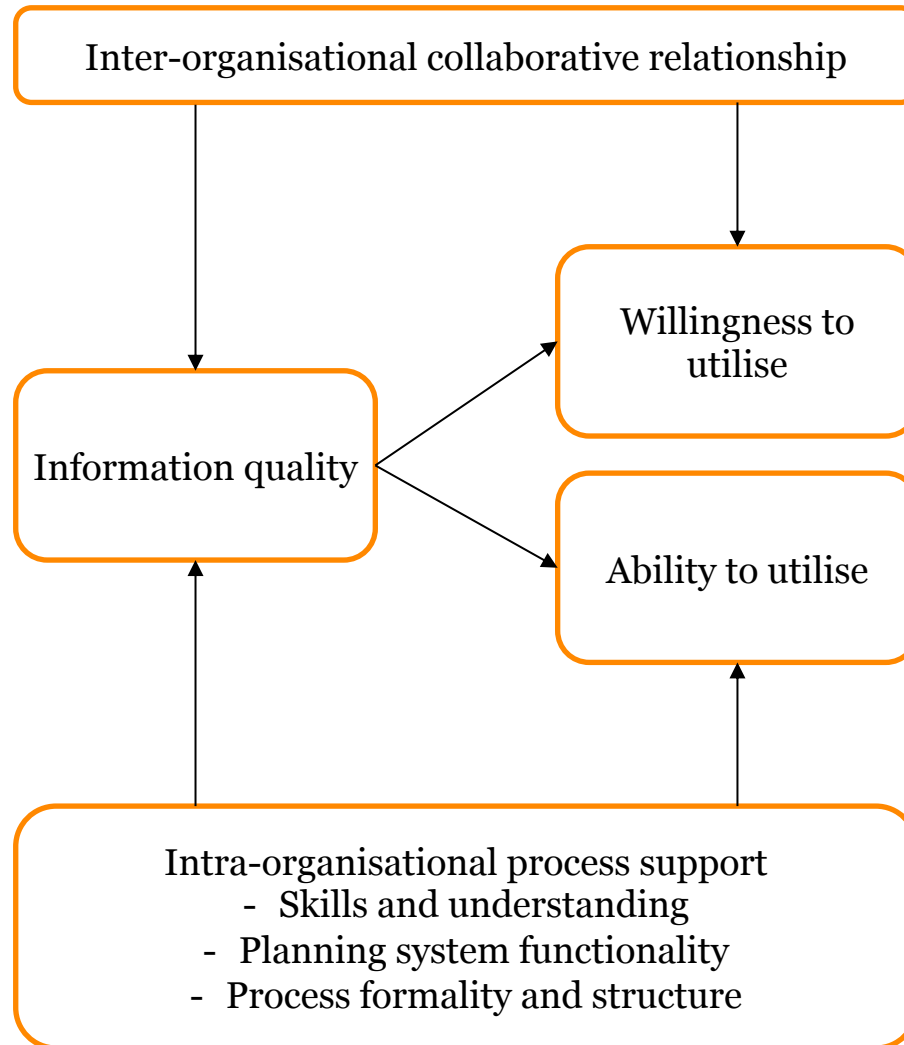 Inter-organisational collaborative relationship
Willingness to
utilise
Information quality
Ability to utilise
Intra-organisational process support
- Skills and understanding
- Planning system functionality
- Process formality and structure